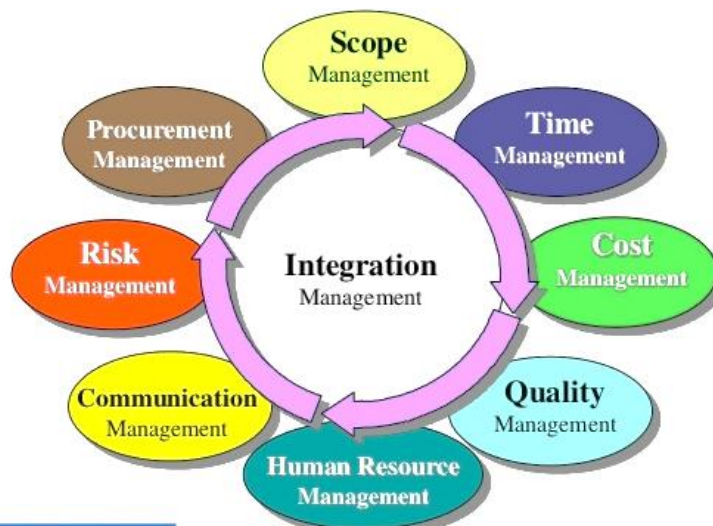 Scope
Management
Time
Management
Cost
Management
Quality
Management
Human Resource
Management
Communication
Management
Risk
Management
Procurement
Management
Integration
Management